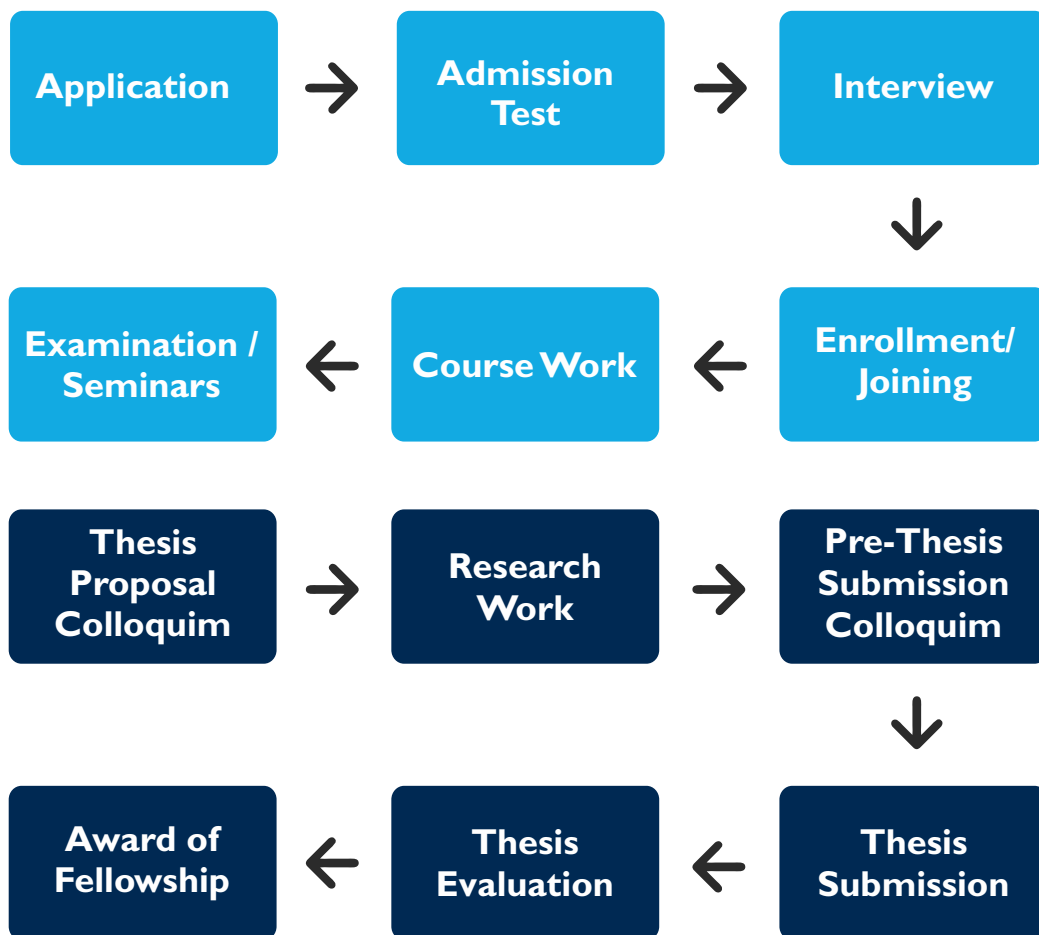 Application
Admission
Test
Interview
Enrollment/
Joining
Course Work
Examination /
Seminars
Thesis
Proposal
Colloquim
Research
Work
Pre-Thesis
Submission
Colloquim
Thesis
Submission
Thesis
Evaluation
Award of
Fellowship